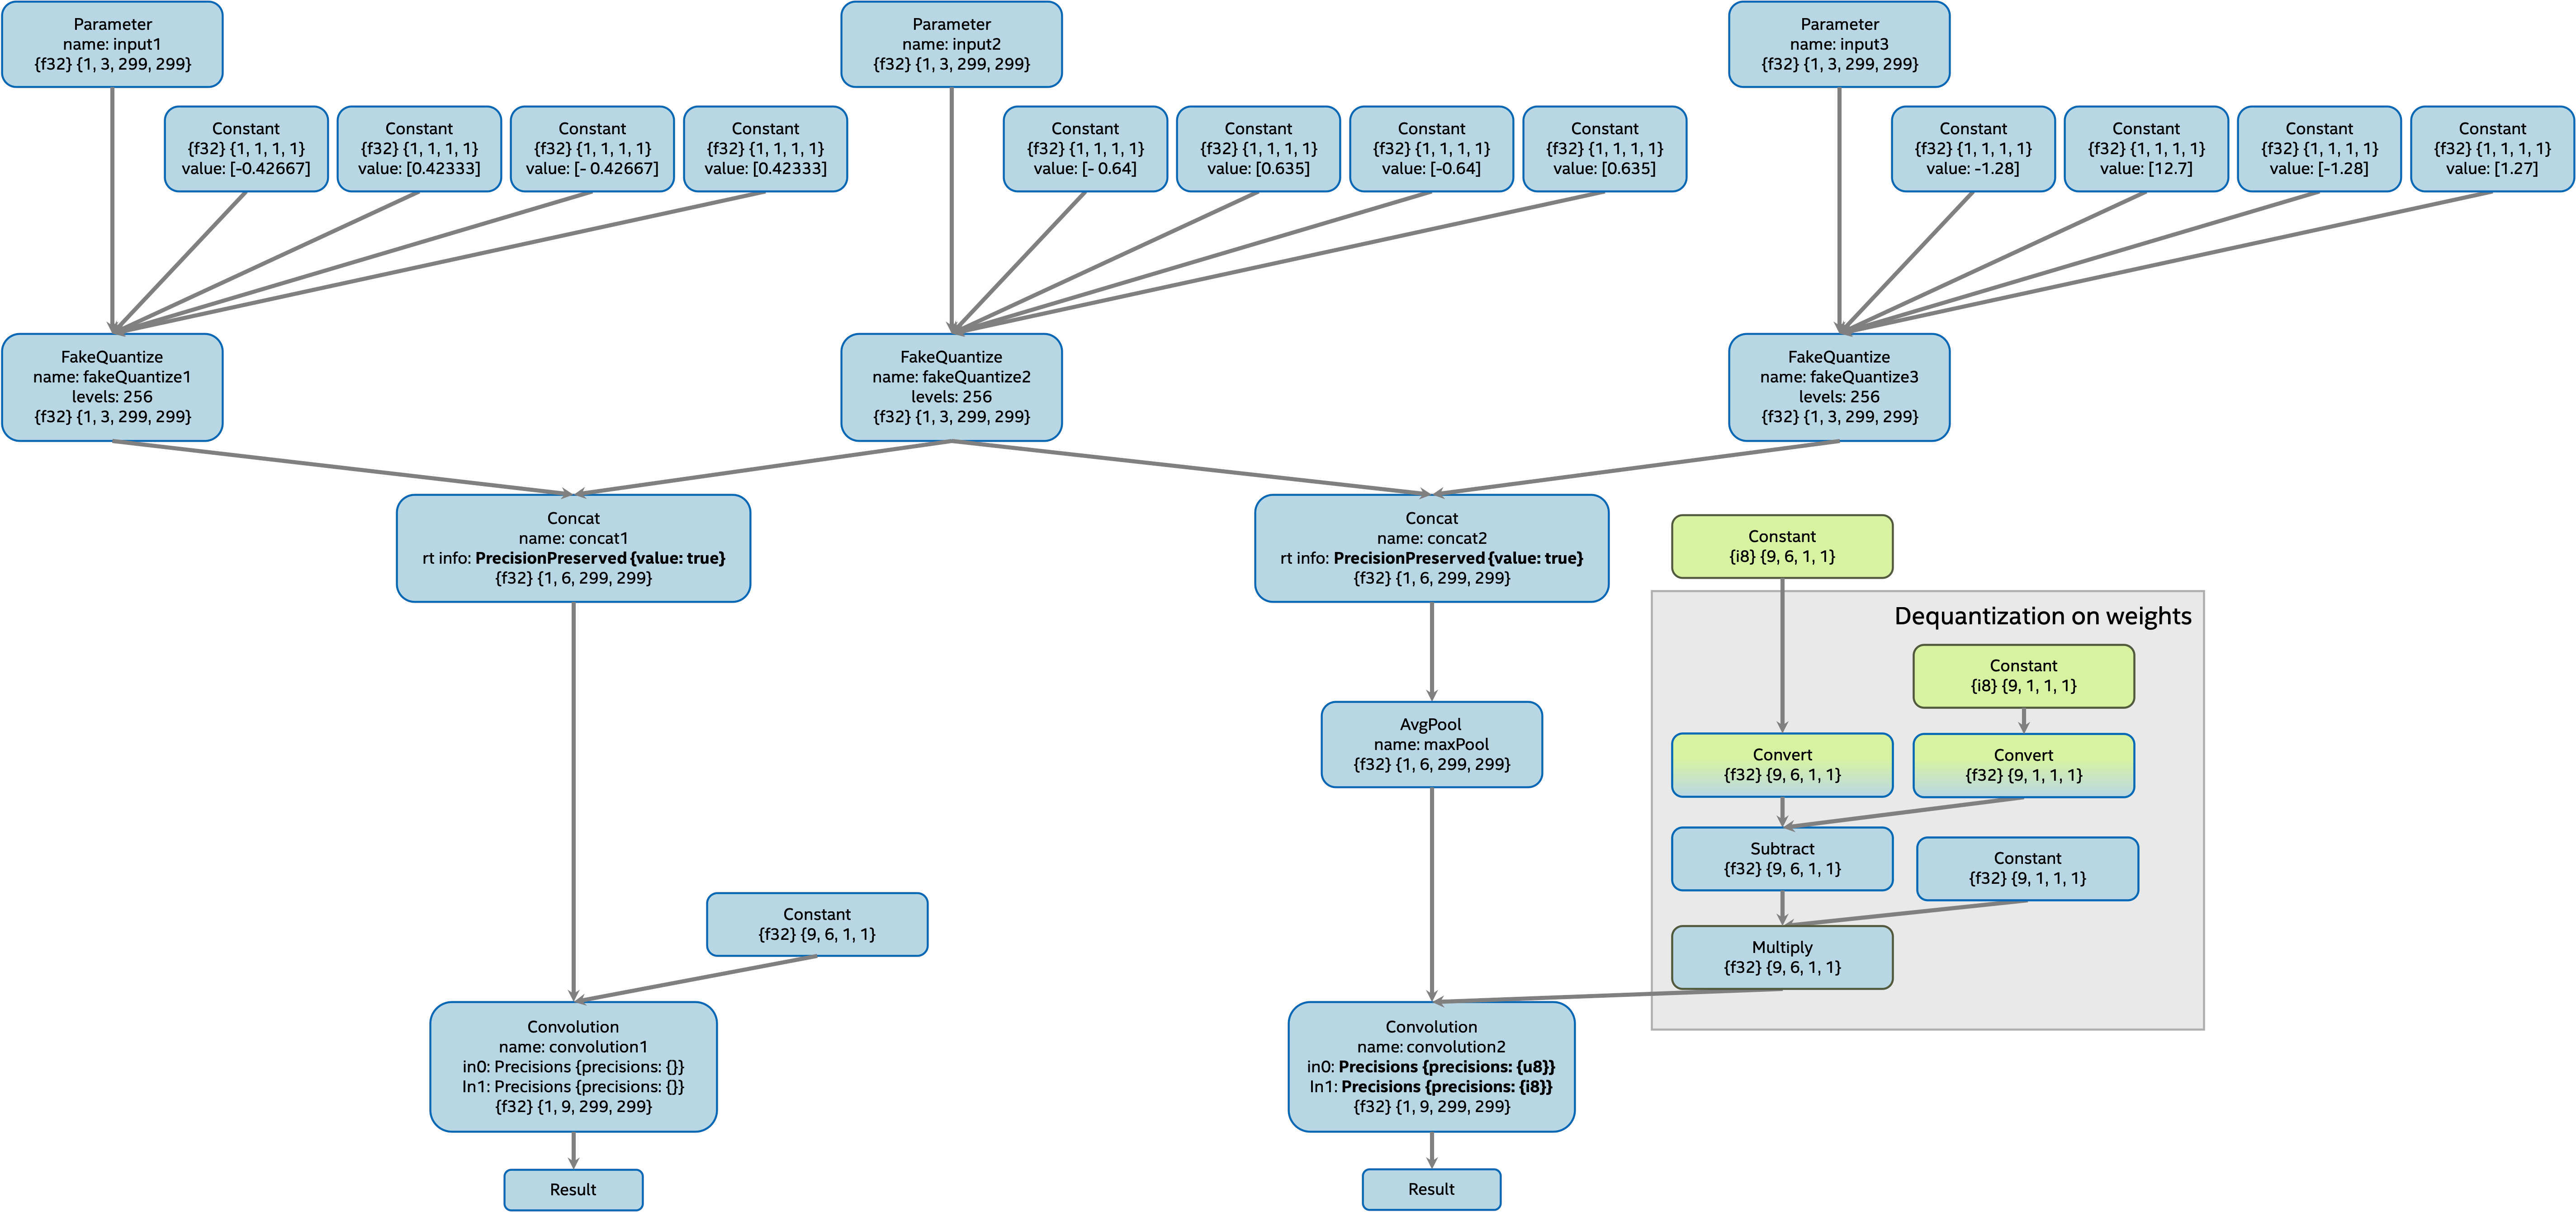 Parameter
name: input1
{f32} {1, 3, 299, 299}
Parameter
name: input2
{f32} {1, 3, 299, 299}
Parameter
name: input3
{f32} {1, 3, 299, 299}
Constant
{f32} {1, 1, 1, 1}
value: [-0.42667]
Constant
{f32} {1, 1, 1, 1}
value: [0.42333]
Constant
{f32} {1, 1, 1, 1}
value: [- 0.42667]
Constant
{f32} {1, 1, 1, 1}
value: [0.42333]
Constant
{f32} {1, 1, 1, 1}
value: [- 0.64]
Constant
{f32} {1, 1, 1, 1}
value: [0.635]
Constant
{f32} {1, 1, 1, 1}
value: [-0.64]
Constant
{f32} {1, 1, 1, 1}
value: [0.635]
Constant
{f32} {1, 1, 1, 1}
value: -1.28]
Constant
{f32} {1, 1, 1, 1}
value: [12.7]
Constant
{f32} {1, 1, 1, 1}
value: [-1.28]
Constant
{f32} {1, 1, 1, 1}
value: [1.27]
FakeQuantize
name: fakeQuantize1
levels: 256
{f32} {1, 3, 299, 299}
FakeQuantize
name: fakeQuantize2
levels: 256
{f32} {1, 3, 299, 299}
FakeQuantize
name: fakeQuantize3
levels: 256
{f32} {1, 3, 299, 299}
Concat
name: concat1
rt info: PrecisionPreserved {value: true}
{f32} {1, 6, 299, 299}
Concat
name: concat2
rt info: PrecisionPreserved {value: true}
{f32} {1, 6, 299, 299}
Constant
{i8} {9, 6, 1, 1}
Dequantization on weights
Constant
{i8} {9, 1, 1, 1}
AvgPool
name: maxPool
{f32} {1, 6, 299, 299}
Convert
{f32} {9, 6, 1, 1}
Convert
{f32} {9, 1, 1, 1}
Subtract
{f32} {9, 6, 1, 1}
Constant
{f32} {9, 1, 1, 1}
Constant
{f32} {9, 6, 1, 1}
Multiply
{f32} {9, 6, 1, 1}
Convolution
name: convolution1
in0: Precisions {precisions: {}}
In1: Precisions {precisions: {}}
{f32} {1, 9, 299, 299}
Convolution
name: convolution2
in0: Precisions {precisions: {u8}}
In1: Precisions {precisions: {i8}}
{f32} {1, 9, 299, 299}
Result
Result